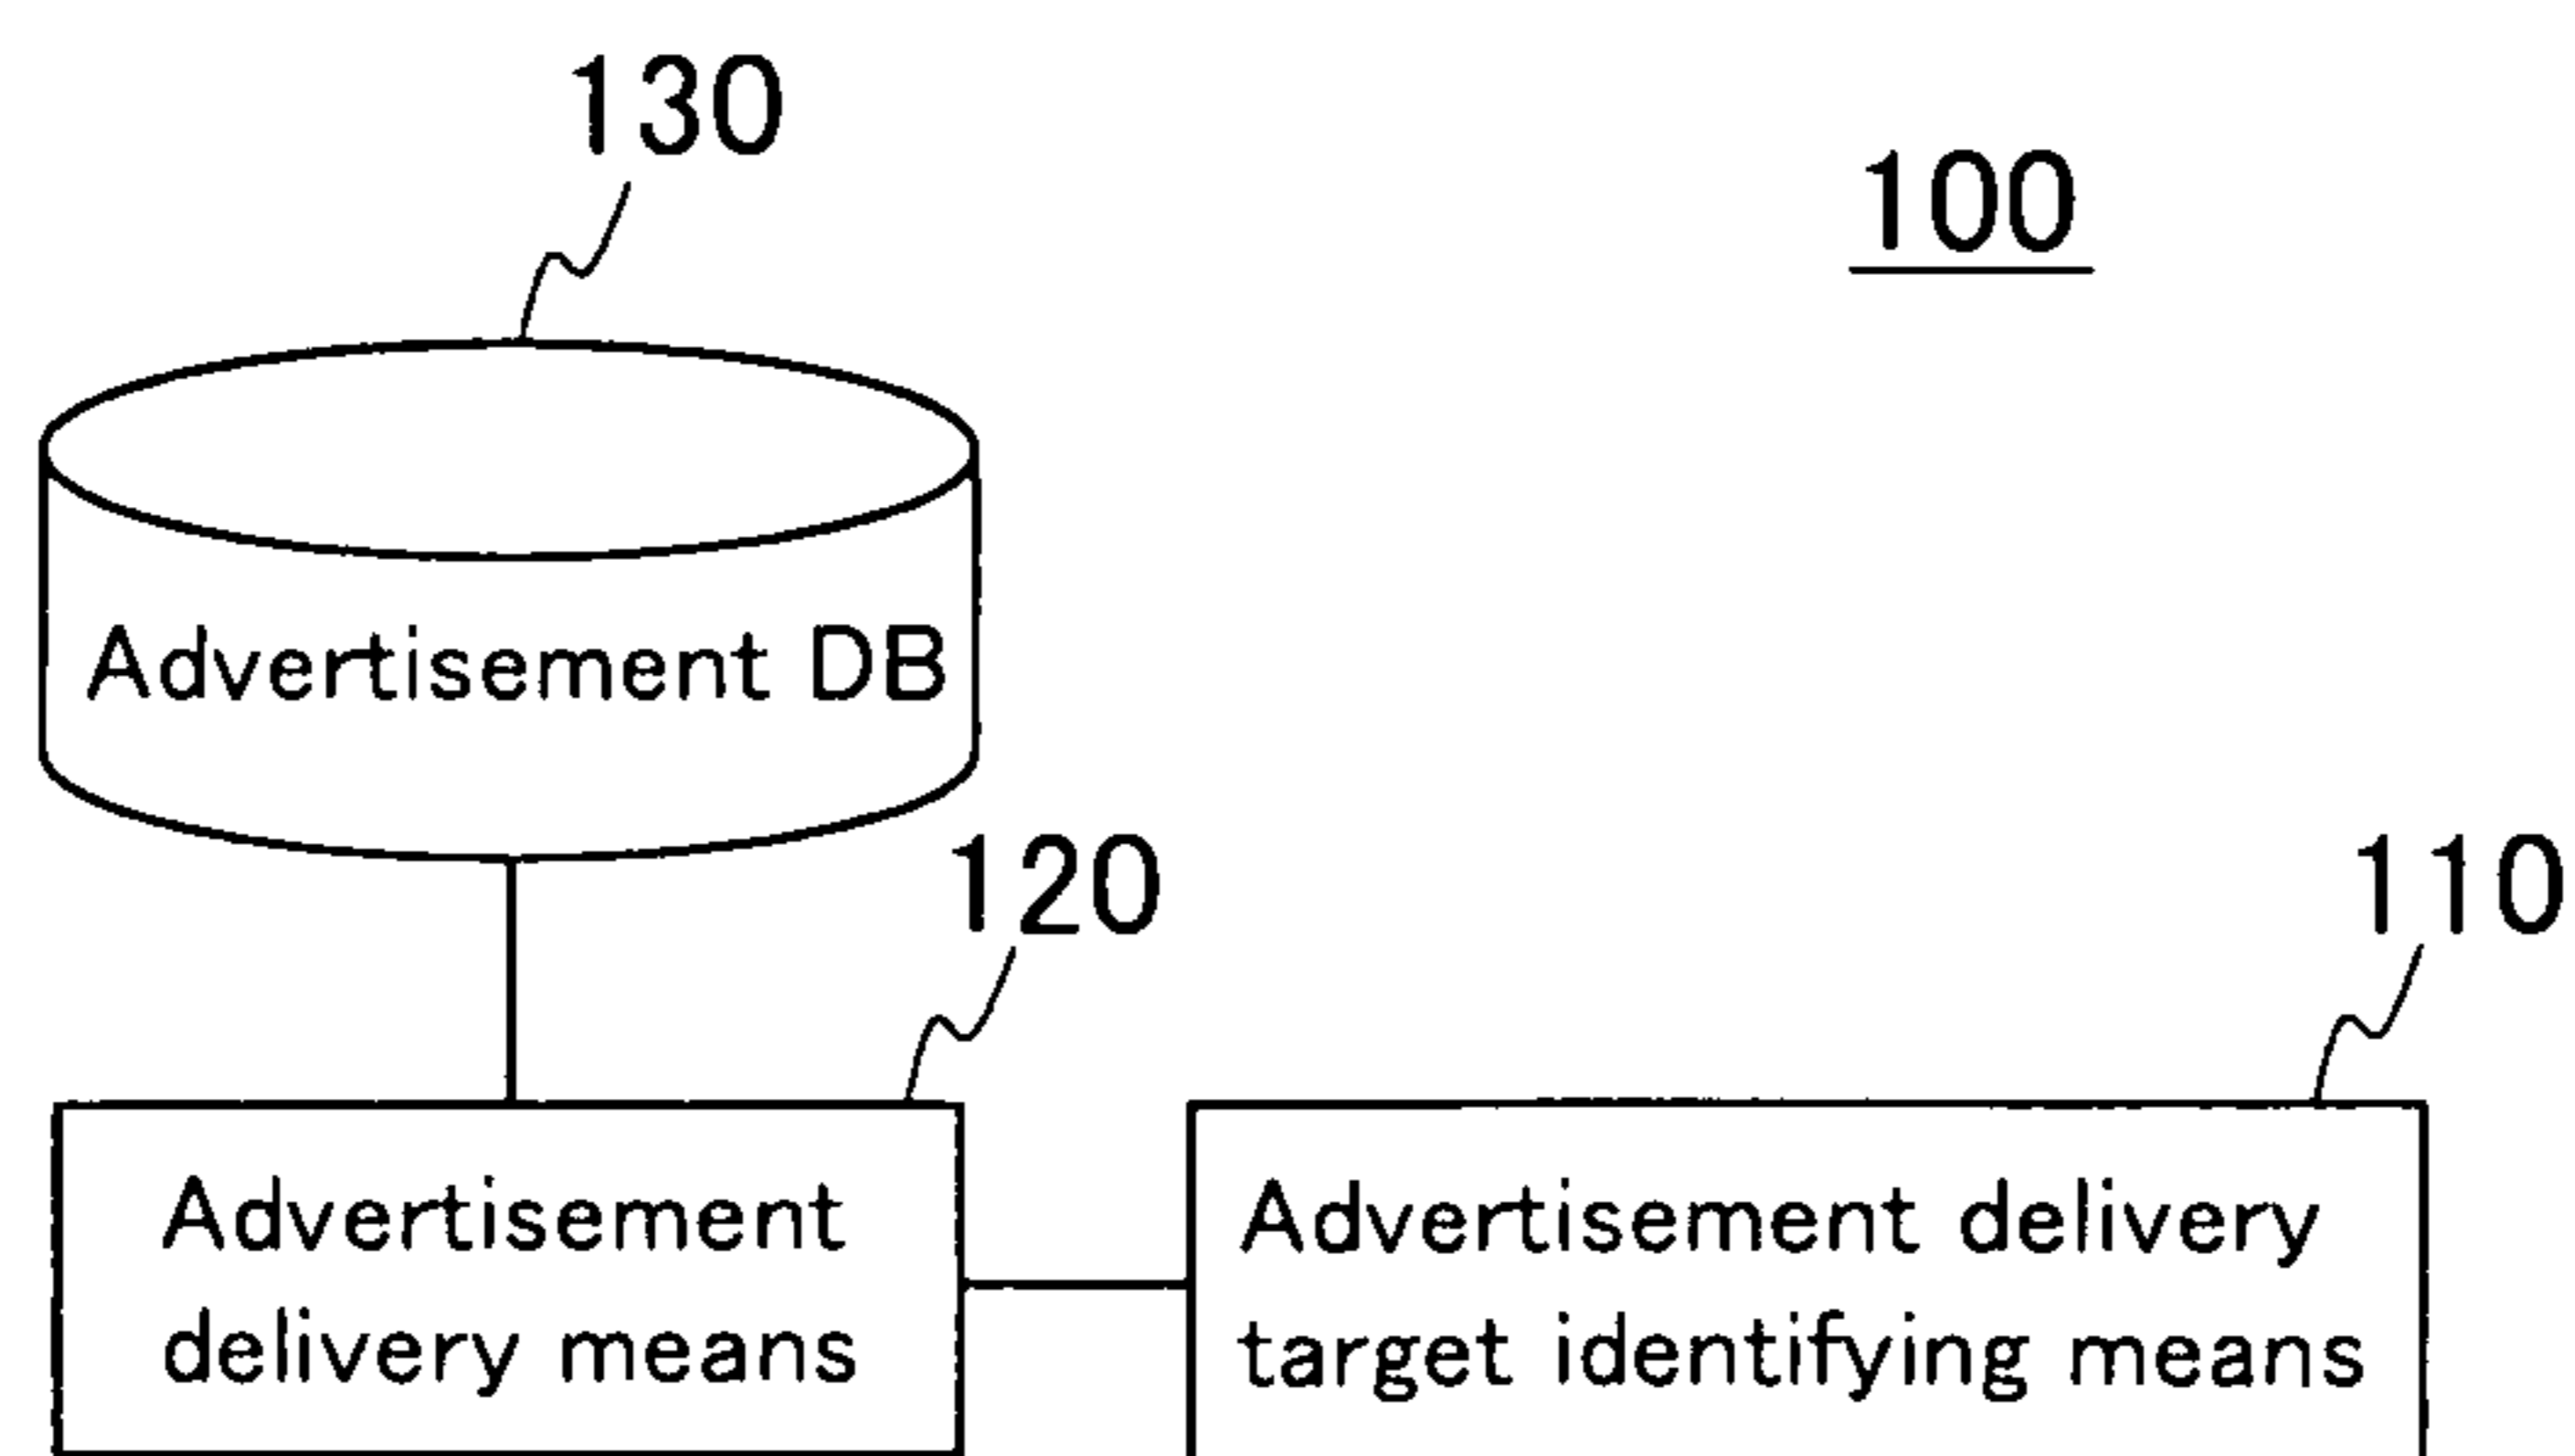 130
100
Advertisement DB
120
110
Advertisement
delivery means
Advertisement delivery
target identifying means